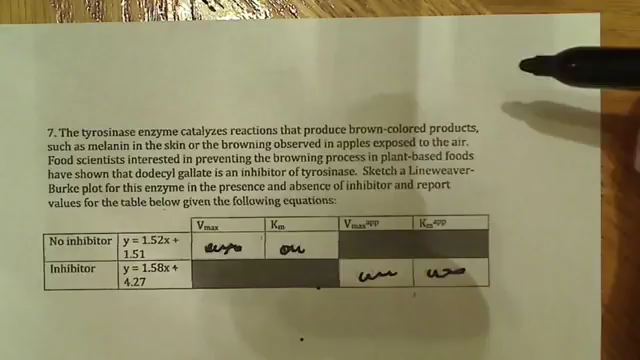 7. The tyrosinase enzyme catalyzes reactions that produce brown-colored products,
such as melanin in the skin or the browning observed in apples exposed to the air.
Food scientists interested in preventing the browning process in plant-based foods
have shown that dodecyl gallate is an inhibitor of tyrosinase. Sketch a Lineweaver-
Burke plot for this enzyme in the presence and absence of inhibitor and report
values for the table below given the following equations:
Vmax Km Vmaxapp Kmapp
No inhibitor y = 1.52x +
1.51
Inhibitor y = 1.58x +
4.27